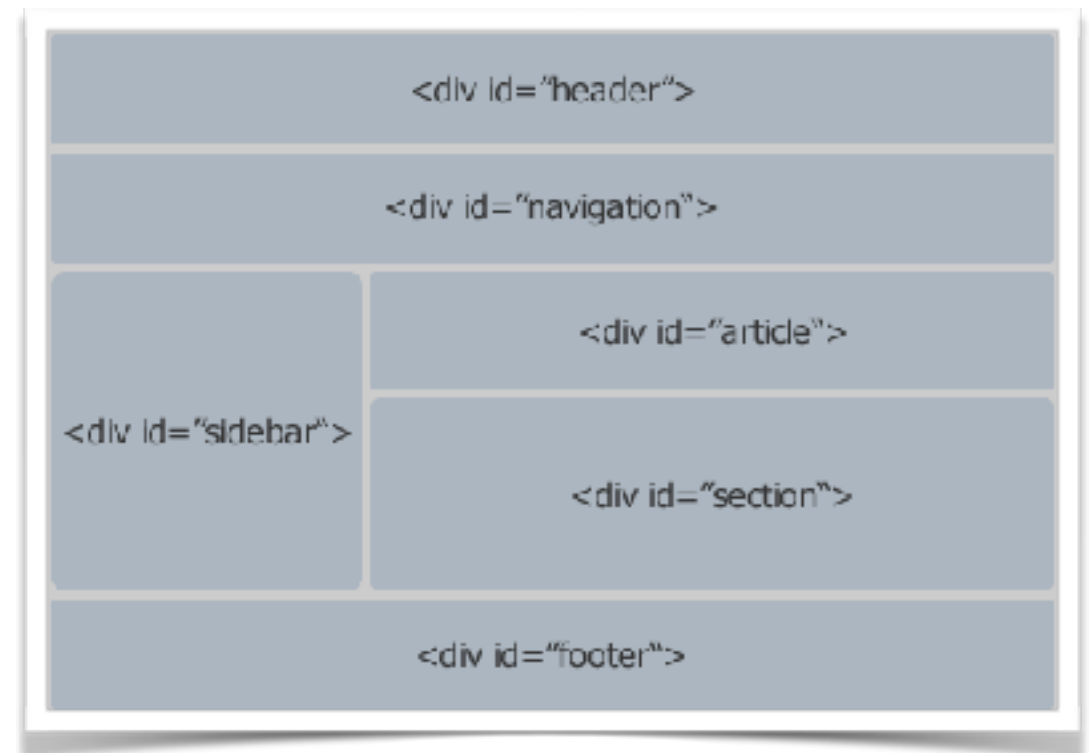 <div id="header">
<div id="navigation">
<div id="article">
<div id="sidebar">
<div id="section">
<div id="footer">